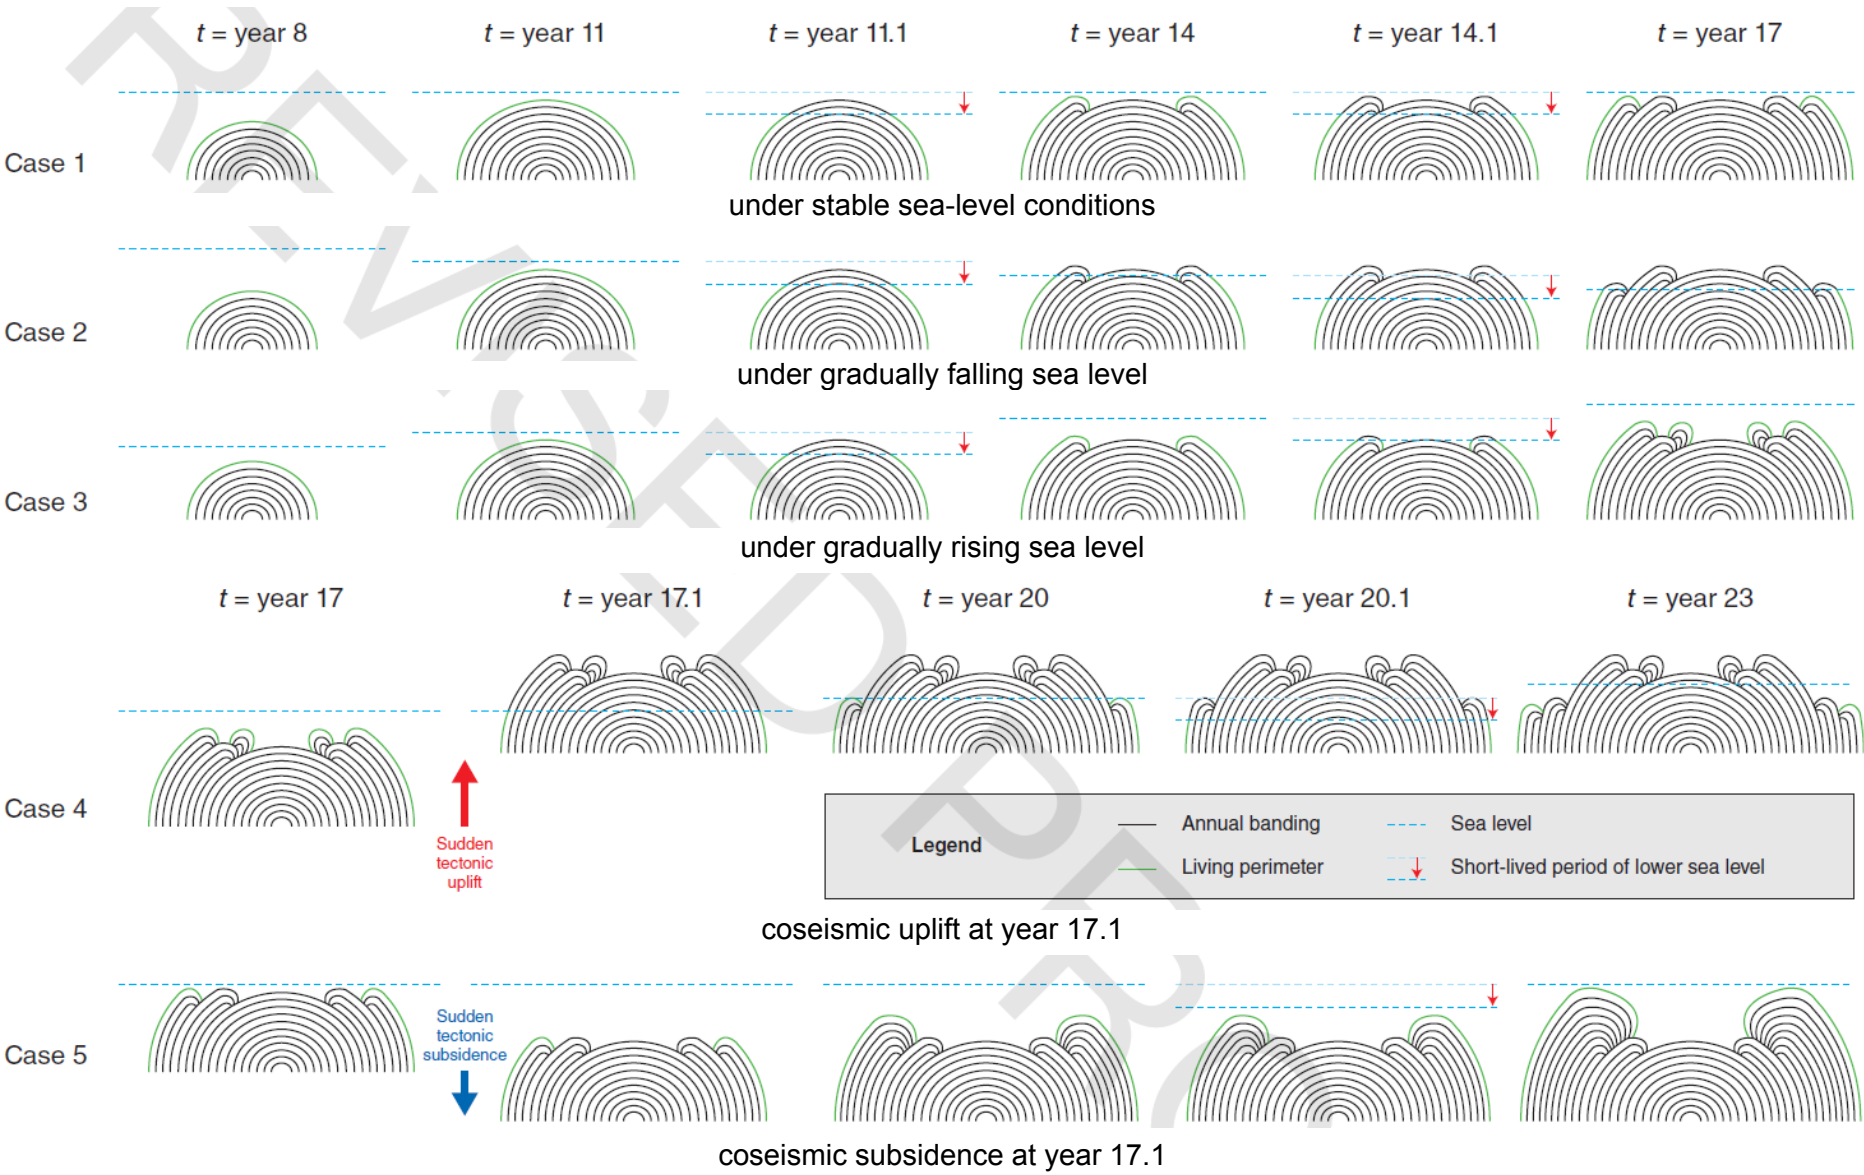 t = year 8 t = year 11 t = year 11.1 t = year 14 t = year 14.1 t = year 17
Case 1
under stable sea-level conditions
Case 2
under gradually falling sea level
Case 3
under gradually rising sea level
t = year 17 t = year 17.1 t = year 20 t = year 20.1 t = year 23
Case 4
Sudden
tectonic
uplift
Legend
Annual banding
Living perimeter
Sea level
Short-lived period of lower sea level
coseismic uplift at year 17.1
Case 5
Sudden
tectonic
subsidence
coseismic subsidence at year 17.1
REVISED PRO